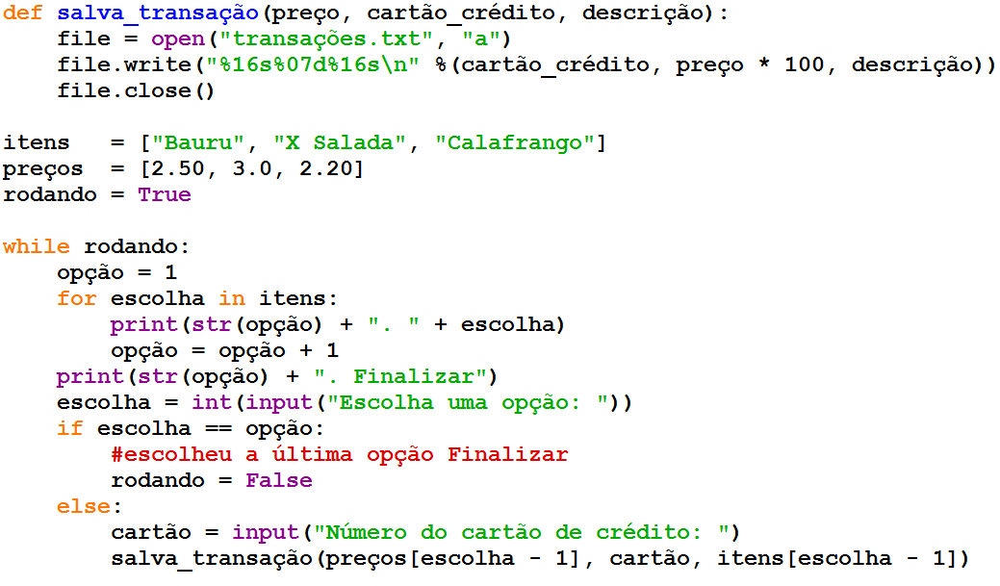 def salva_transação(preço, cartão_crédito, descrição):
    file = open("transações.txt", "a")
    file.write("%16s%07d%16s\n" %(cartão_crédito, preço * 100, descrição))
    file.close()

itens   = ["Bauru", "X Salada", "Calafrango"]
preços  = [2.50, 3.0, 2.20]
rodando = True

while rodando:
    opção = 1
    for escolha in itens:
        print(str(opção) + ". " + escolha)
        opção = opção + 1
    print(str(opção) + ". Finalizar")
    escolha = int(input("Escolha uma opção: "))
    if escolha == opção:
        #escolheu a última opção Finalizar
        rodando = False
    else:
        cartão = input("Número do cartão de crédito: ")
        salva_transação(preços[escolha - 1], cartão, itens[escolha - 1])